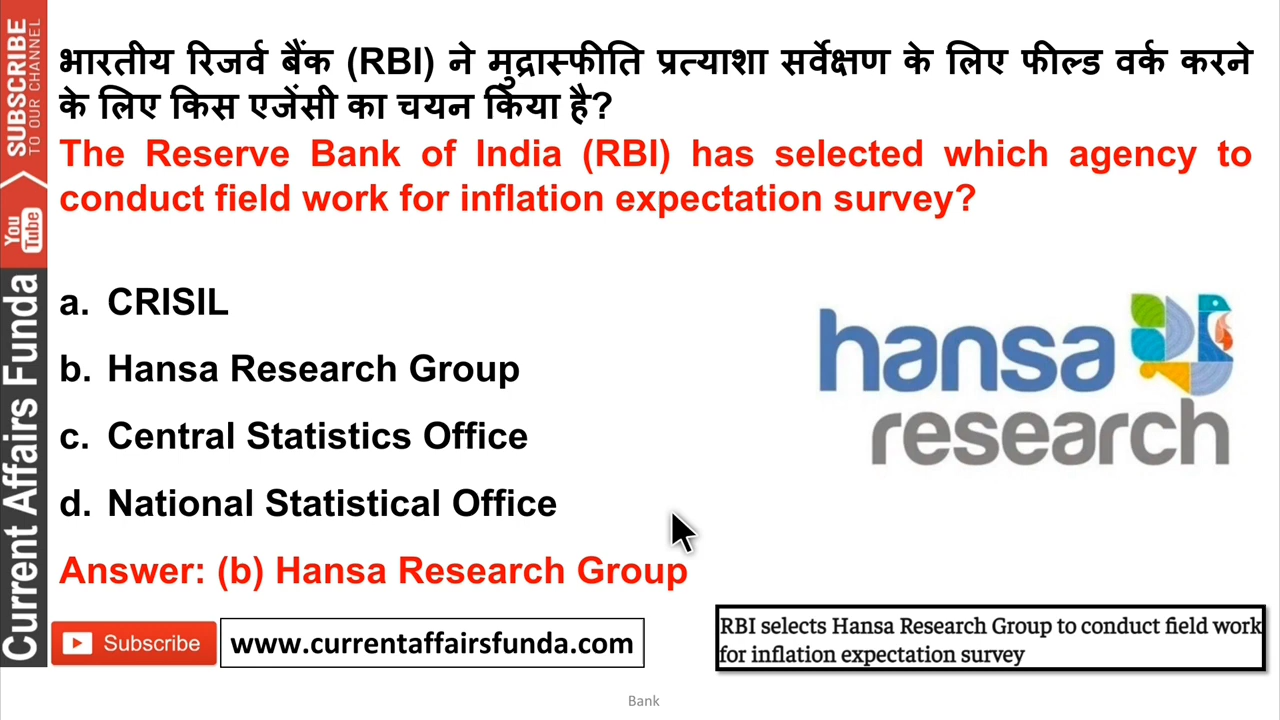 SUBSCRIBE
TO OUR CHANNEL
You
Tube
Current Affairs Funda
भारतीय रिजर्व बैंक (RBI) ने मुद्रास्फीति प्रत्याशा सर्वेक्षण के लिए फील्ड वर्क करने
के लिए किस एजेंसी का चयन किया है?
The Reserve Bank of India (RBI) has selected which agency to
conduct field work for inflation expectation survey?
a. CRISIL
b. Hansa Research Group
c. Central Statistics Office
d. National Statistical Office
Answer: (b) Hansa Research Group
hansa
research
Subscribe
www.currentaffairsfunda.com
RBI selects Hansa Research Group to conduct field work
for inflation expectation survey
Bank